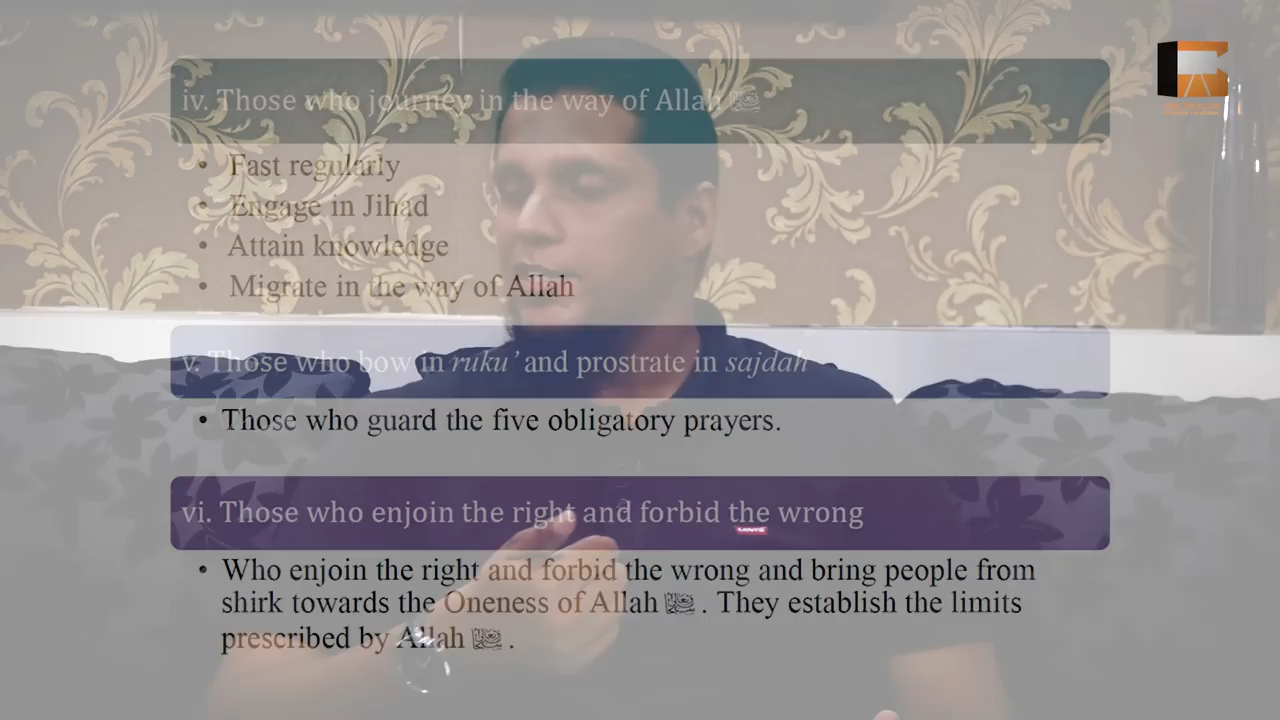 iv. Those who journey in the way of Allah ﷻ
• Fast regularly
• Engage in Jihad
• Attain knowledge
• Migrate in the way of Allah
v. Those who bow in ruku’ and prostrate in sajdah
• Those who guard the five obligatory prayers.
vi. Those who enjoin the right and forbid the wrong
• Who enjoin the right and forbid the wrong and bring people from
shirk towards the Oneness of Allah ﷻ . They establish the limits
prescribed by Allah ﷻ .